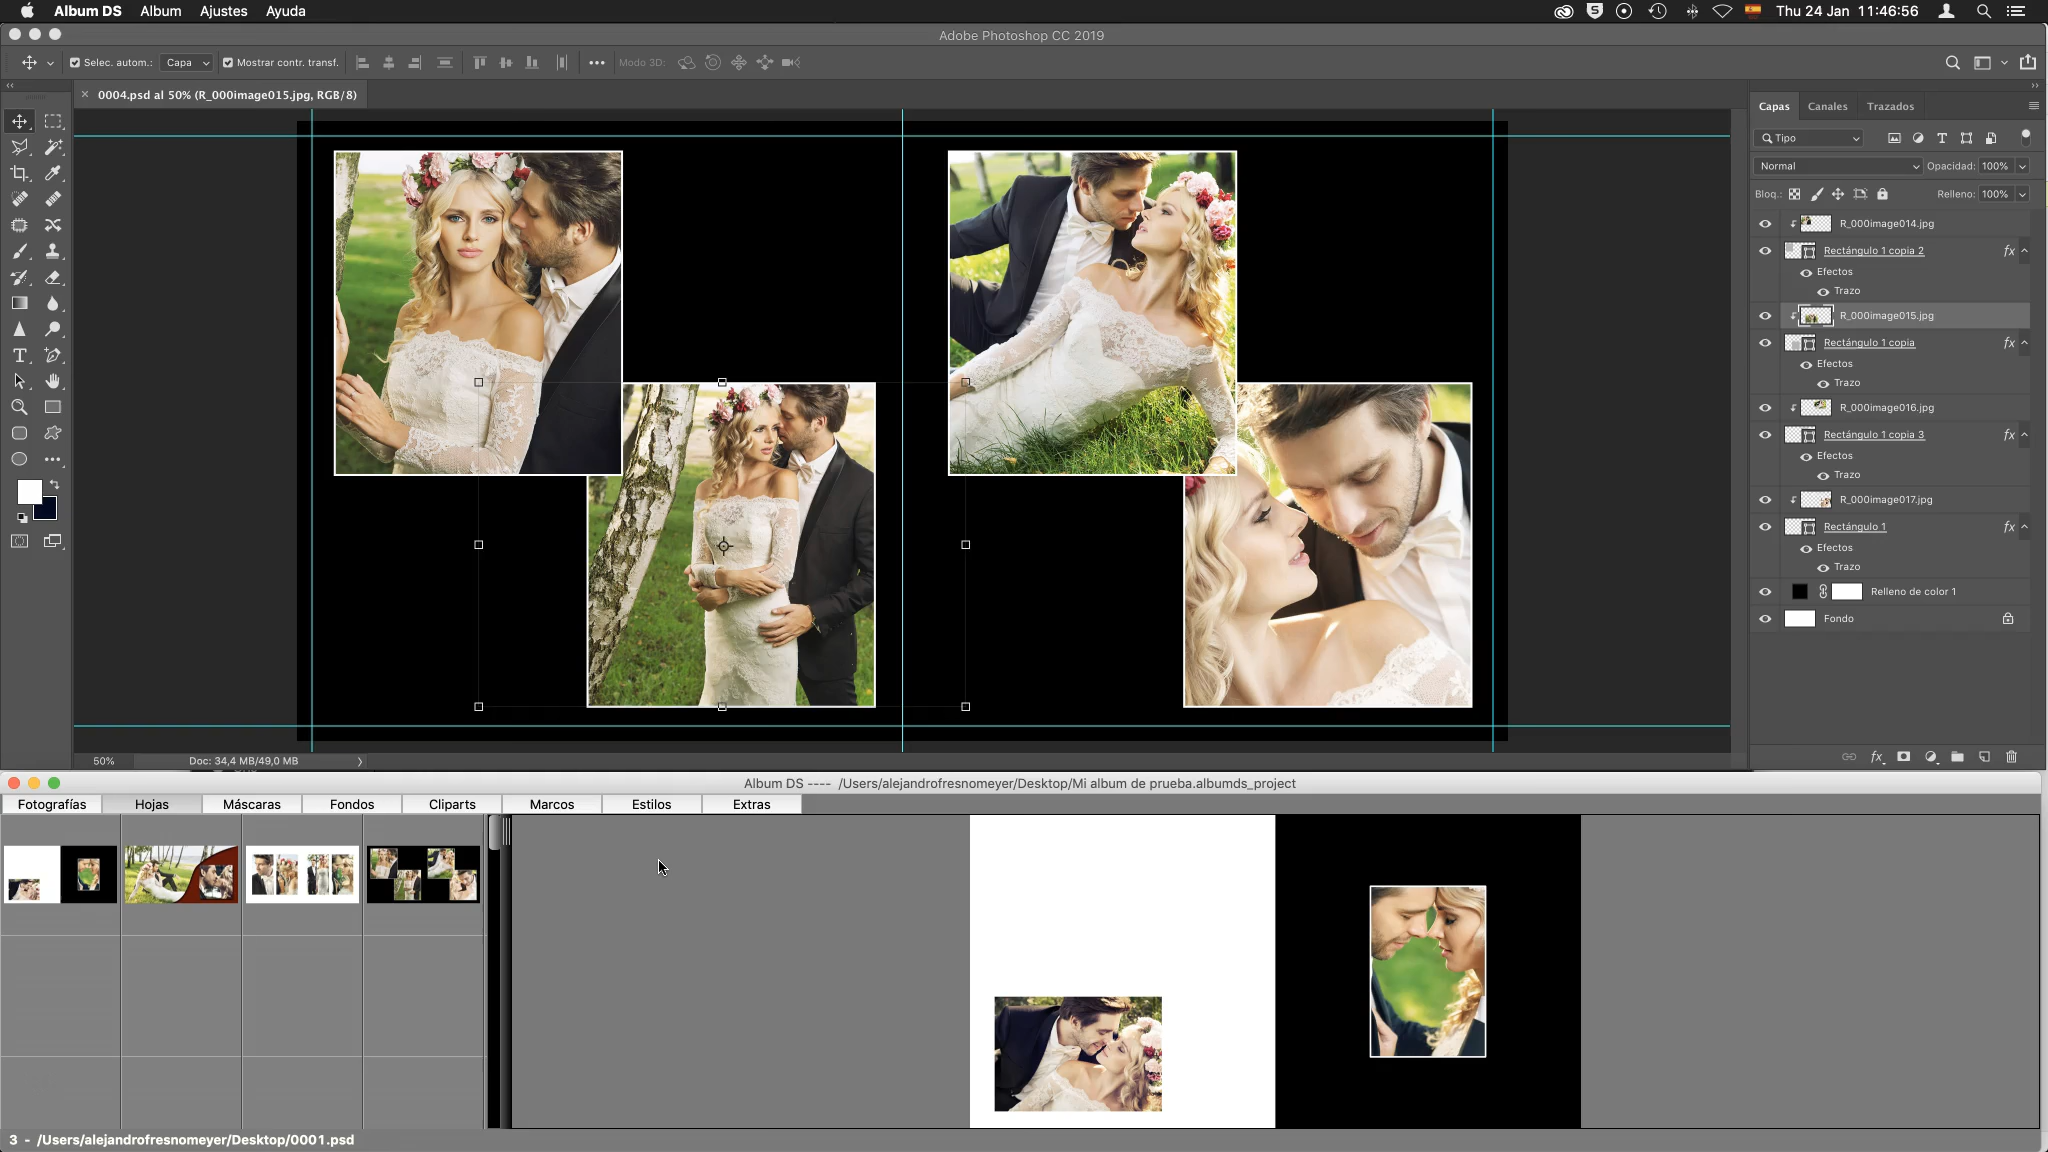 Album DS Album Ajustes Ayuda Thu 24 Jan 11:46:56
Adobe Photoshop CC 2019
Selec. autom.: Capa Mostrar contr. transf. Modo 3D:
0004.psd al 50% (R_000image015.jpg, RGB/8)
Capas Canales Trazados
Tipo
Normal Opacidad: 100%
Bloq.: Relleno: 100%
R_000image014.jpg
Rectángulo 1 copia 2 fx
Efectos
Trazo
R_000image015.jpg
Rectángulo 1 copia fx
Efectos
Trazo
R_000image016.jpg
Rectángulo 1 copia 3 fx
Efectos
Trazo
R_000image017.jpg
Rectángulo 1 fx
Efectos
Trazo
Relleno de color 1
Fondo
50% Doc: 34,4 MB/49,0 MB
Album DS ---- /Users/alejandrofresnomeyer/Desktop/Mi album de prueba.albumds_project
Fotografías Hojas Máscaras Fondos Cliparts Marcos Estilos Extras
3 - /Users/alejandrofresnomeyer/Desktop/0001.psd